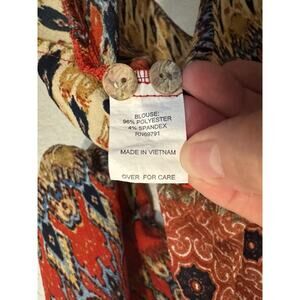 BLOUSE:
96% POLYESTER
4% SPANDEX
RN69791
MADE IN VIETNAM
OVER FOR CARE